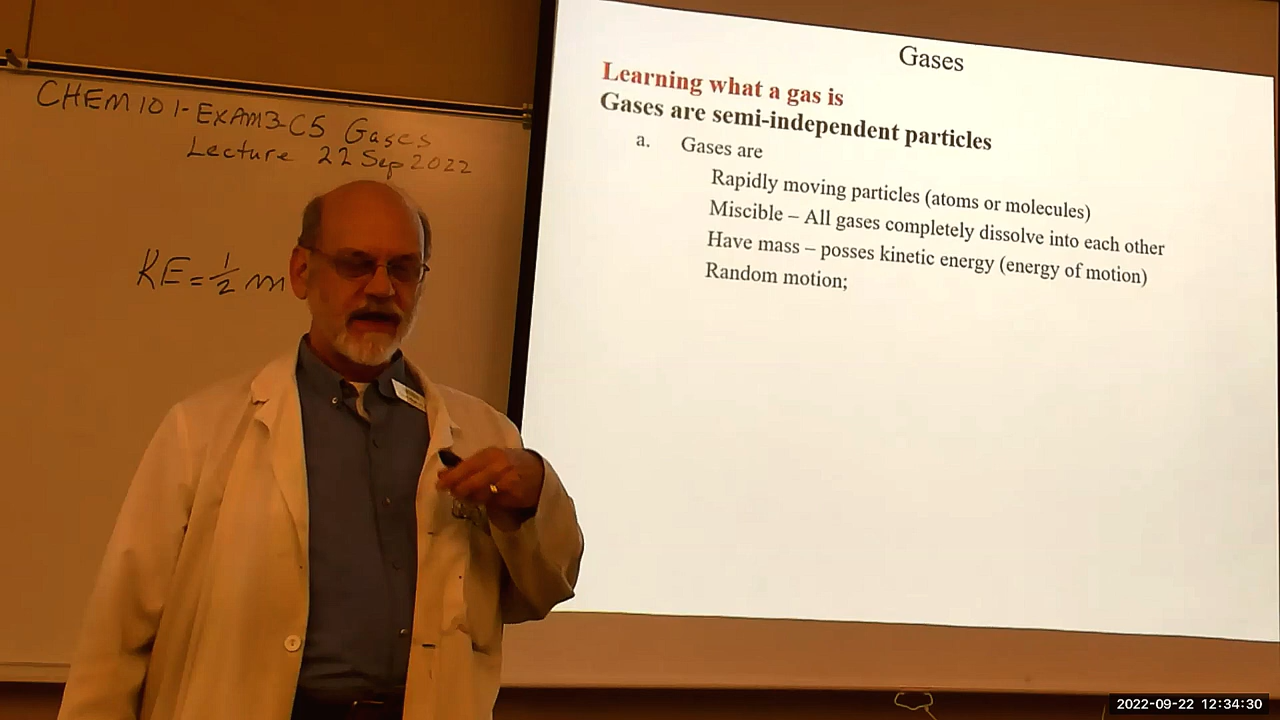 CHEM 101-EXAM3-C5 Gases
Lecture 22 Sep 2022
KE=½ m
Gases
Learning what a gas is
Gases are semi-independent particles
a. Gases are
Rapidly moving particles (atoms or molecules)
Miscible – All gases completely dissolve into each other
Have mass – posses kinetic energy (energy of motion)
Random motion;
2022-09-22 12:34:30